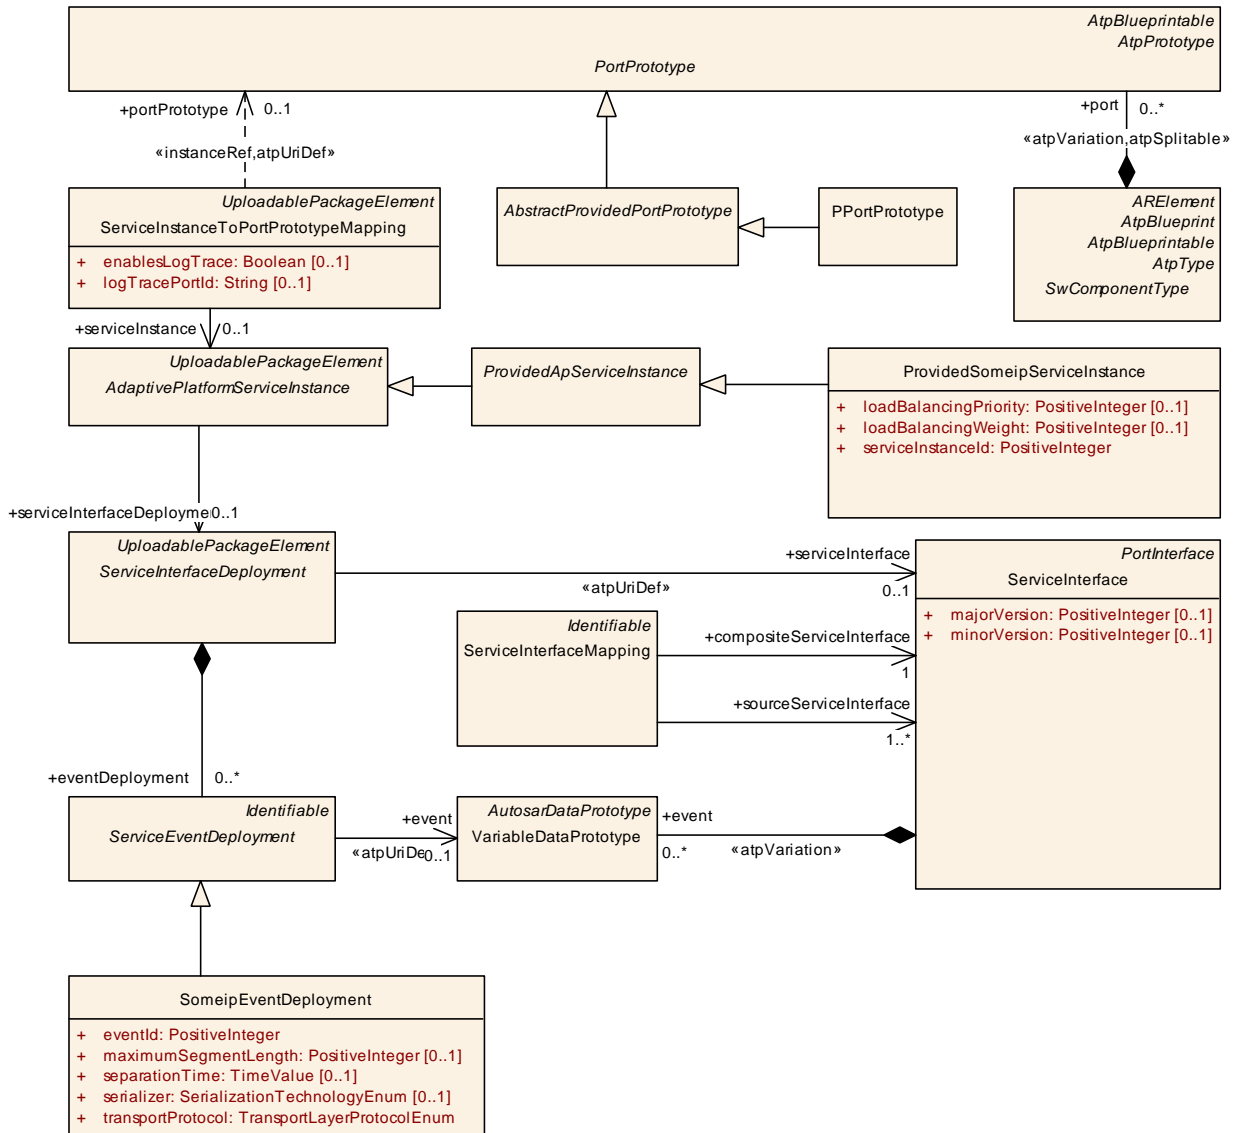 AtpBlueprintable
AtpPrototype
PortPrototype
+portPrototype
0..1
+port
0..*
«instanceRef,atpUriDef»
«atpVariation,atpSplitable»
UploadablePackageElement
ServiceInstanceToPortPrototypeMapping
+ enablesLogTrace: Boolean [0..1]
+ logTracePortId: String [0..1]
AbstractProvidedPortPrototype
PPortPrototype
ARElement
AtpBlueprint
AtpBlueprintable
AtpType
SwComponentType
+serviceInstance
0..1
UploadablePackageElement
AdaptivePlatformServiceInstance
ProvidedApServiceInstance
ProvidedSomeipServiceInstance
+ loadBalancingPriority: PositiveInteger [0..1]
+ loadBalancingWeight: PositiveInteger [0..1]
+ serviceInstanceId: PositiveInteger
+serviceInterfaceDeployme
0..1
UploadablePackageElement
ServiceInterfaceDeployment
+serviceInterface
«atpUriDef»
0..1
PortInterface
ServiceInterface
+ majorVersion: PositiveInteger [0..1]
+ minorVersion: PositiveInteger [0..1]
Identifiable
ServiceInterfaceMapping
+compositeServiceInterface
1
+sourceServiceInterface
1..*
+eventDeployment
0..*
Identifiable
ServiceEventDeployment
+event
«atpUriDe
0..1
AutosarDataPrototype
VariableDataPrototype
+event
0..*
«atpVariation»
SomeipEventDeployment
+ eventId: PositiveInteger
+ maximumSegmentLength: PositiveInteger [0..1]
+ separationTime: TimeValue [0..1]
+ serializer: SerializationTechnologyEnum [0..1]
+ transportProtocol: TransportLayerProtocolEnum